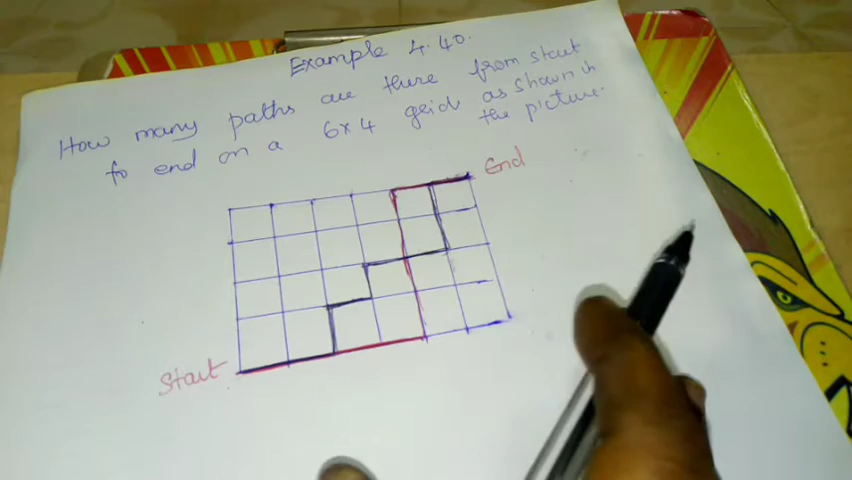 Example 4.40.
How many paths are there from start
to end on a 6x4 grid as shown in
the picture.
End
Start